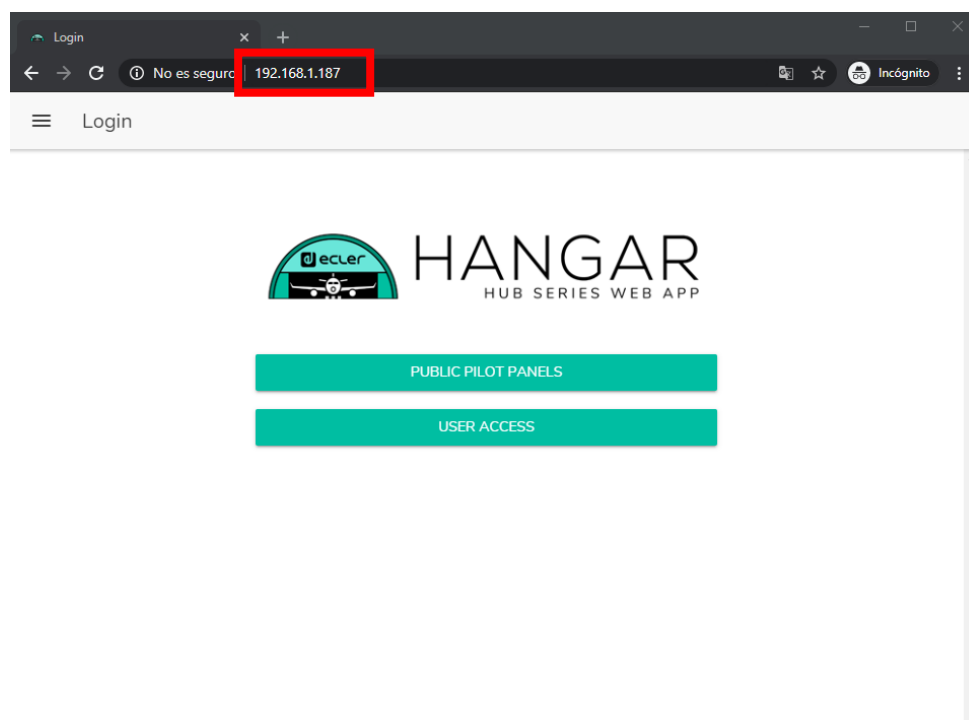 Login
No es seguro
192.168.1.187
Incógnito
Login
ecler
HANGAR
HUB SERIES WEB APP
PUBLIC PILOT PANELS
USER ACCESS